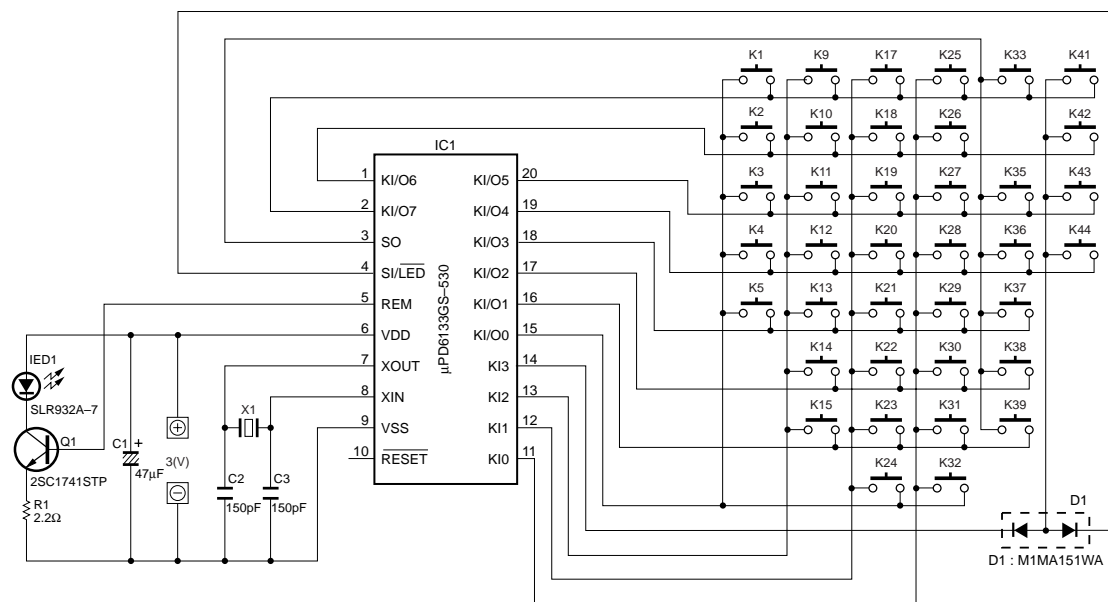 K1 K9 K17 K25 K33 K41
K2 K10 K18 K26 K42
IC1
1 KI/O6 KI/O5 20
K3 K11 K19 K27 K35 K43
2 KI/O7 KI/O4 19
3 SO KI/O3 18
K4 K12 K20 K28 K36 K44
4 SI/LED KI/O2 17
5 REM KI/O1 16
K5 K13 K21 K29 K37
6 VDD KI/O0 15
7 XOUT KI3 14
K14 K22 K30 K38
8 XIN KI2 13
9 VSS KI1 12
K15 K23 K31 K39
10 RESET KI0 11
μPD6133GS–530
K24 K32
IED1
SLR932A–7
X1
Q1
2SC1741STP
C1 +
47μF
3(V)
+
−
R1
2.2Ω
C2
150pF
C3
150pF
D1
D1 : M1MA151WA